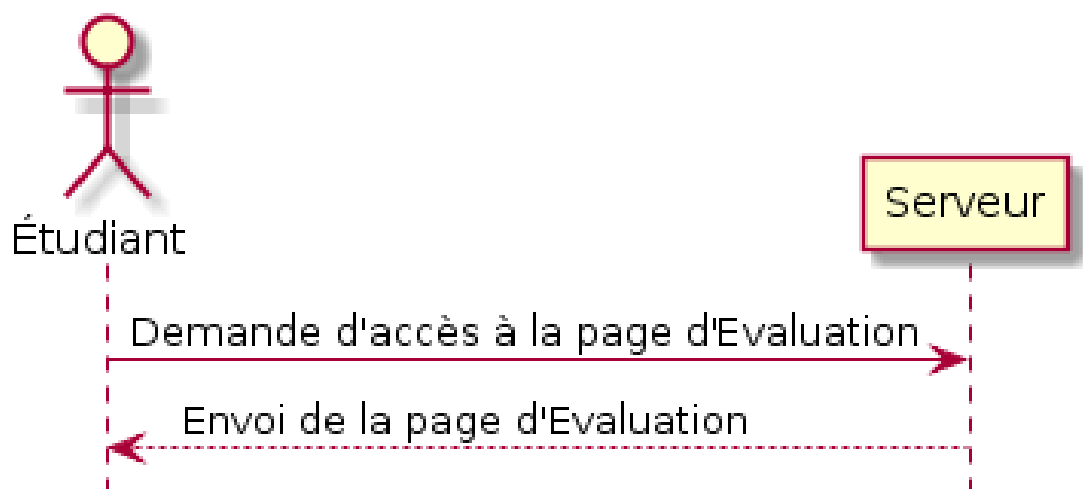 Étudiant
Serveur
Demande d'accès à la page d'Evaluation
Envoi de la page d'Evaluation